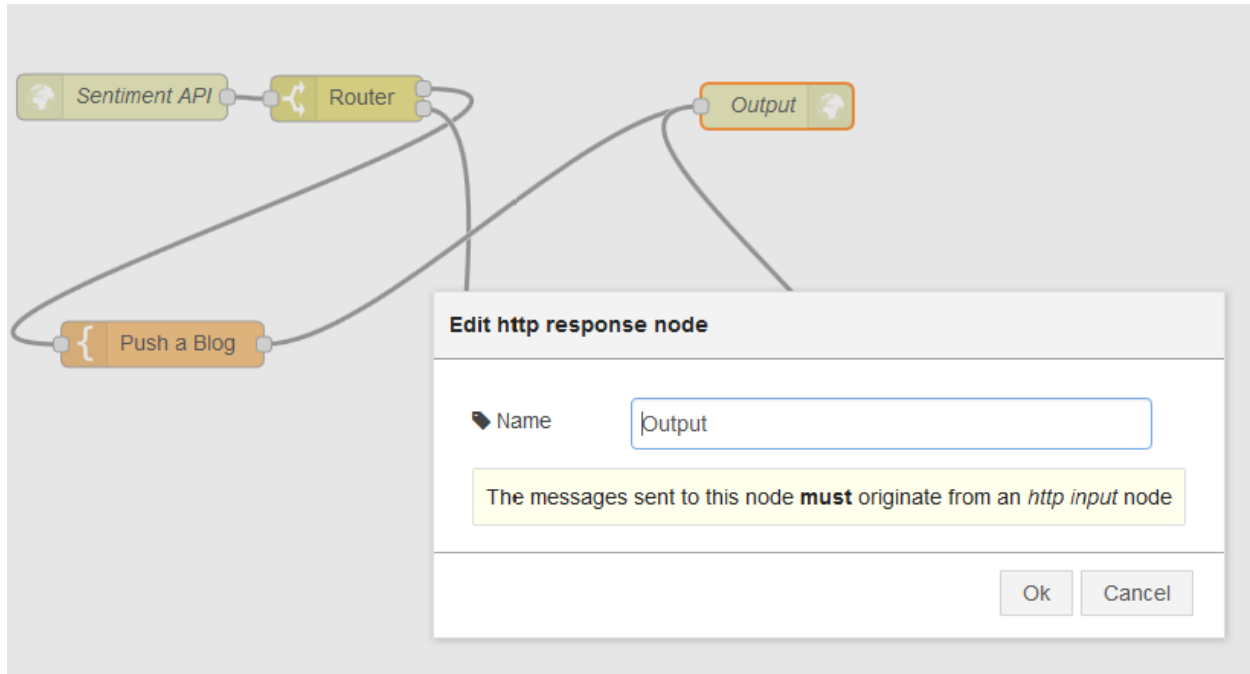 Sentiment API
Router
Output
Push a Blog
Edit http response node
Name
Output
The messages sent to this node must originate from an http input node
Ok
Cancel